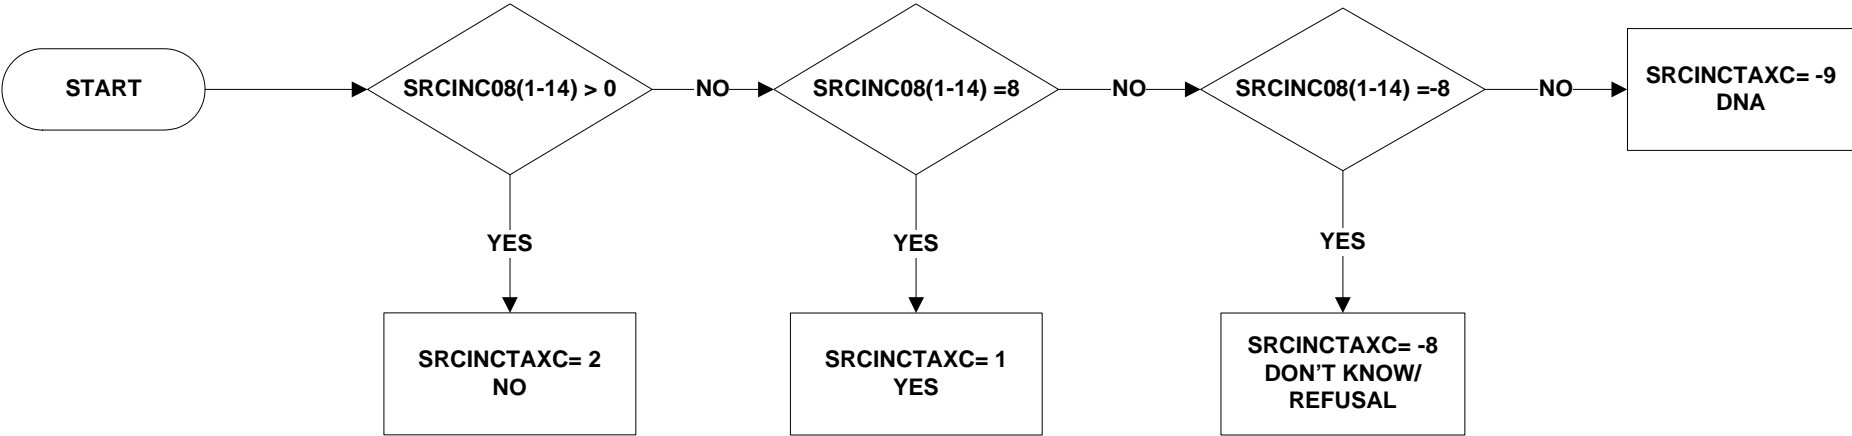 START
SRCINC08(1-14) > 0
NO
SRCINC08(1-14) =8
NO
SRCINC08(1-14) =-8
NO
SRCINCTAXC= -9
DNA
YES
YES
YES
SRCINCTAXC= 2
NO
SRCINCTAXC= 1
YES
SRCINCTAXC= -8
DON'T KNOW/
REFUSAL